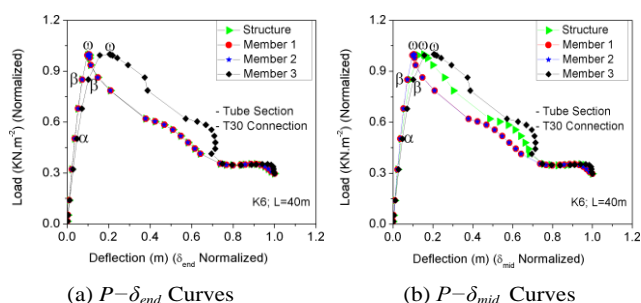 1.2
0.9
0.6
0.3
0.0
Load (KN.m⁻²)
ω
ω
β
β
α
Structure
Member 1
Member 2
Member 3
- Tube Section
- T30 Connection
K6; L=40m
0.0 0.2 0.4 0.6 0.8 1.0 1.2
Deflection (m) (δend Normalized)
(a) P−δend Curves
1.2
0.9
0.6
0.3
0.0
Load (KN.m⁻²)
ωω
ω
β
β
α
Structure
Member 1
Member 2
Member 3
- Tube Section
- T30 Connection
K6; L=40m
0.0 0.2 0.4 0.6 0.8 1.0 1.2
Deflection (m) (δmid Normalized)
(b) P−δmid Curves